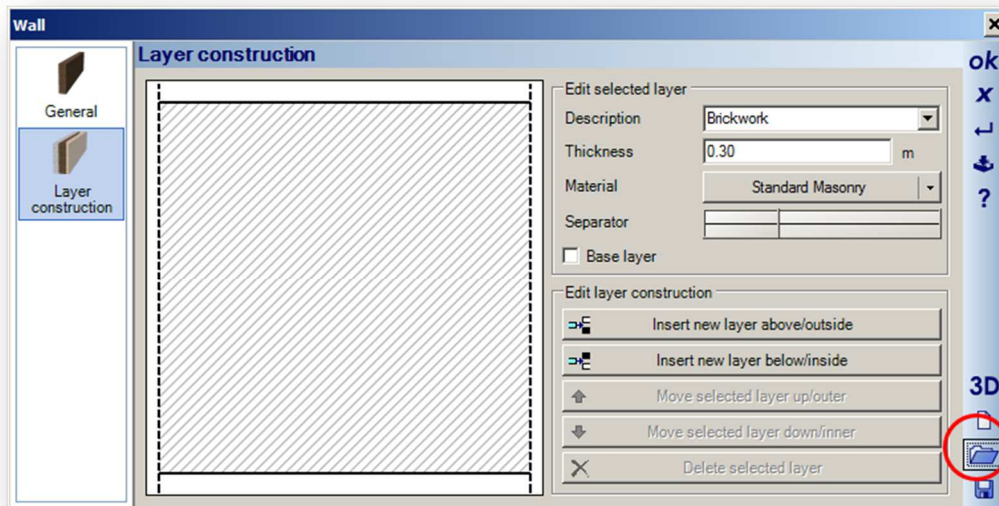 Wall
General
Layer
construction
Layer construction
Edit selected layer
Description
Brickwork
Thickness
0.30
m
Material
Standard Masonry
Separator
Base layer
Edit layer construction
Insert new layer above/outside
Insert new layer below/inside
Move selected layer up/outer
Move selected layer down/inner
Delete selected layer
ok
x
?
3D